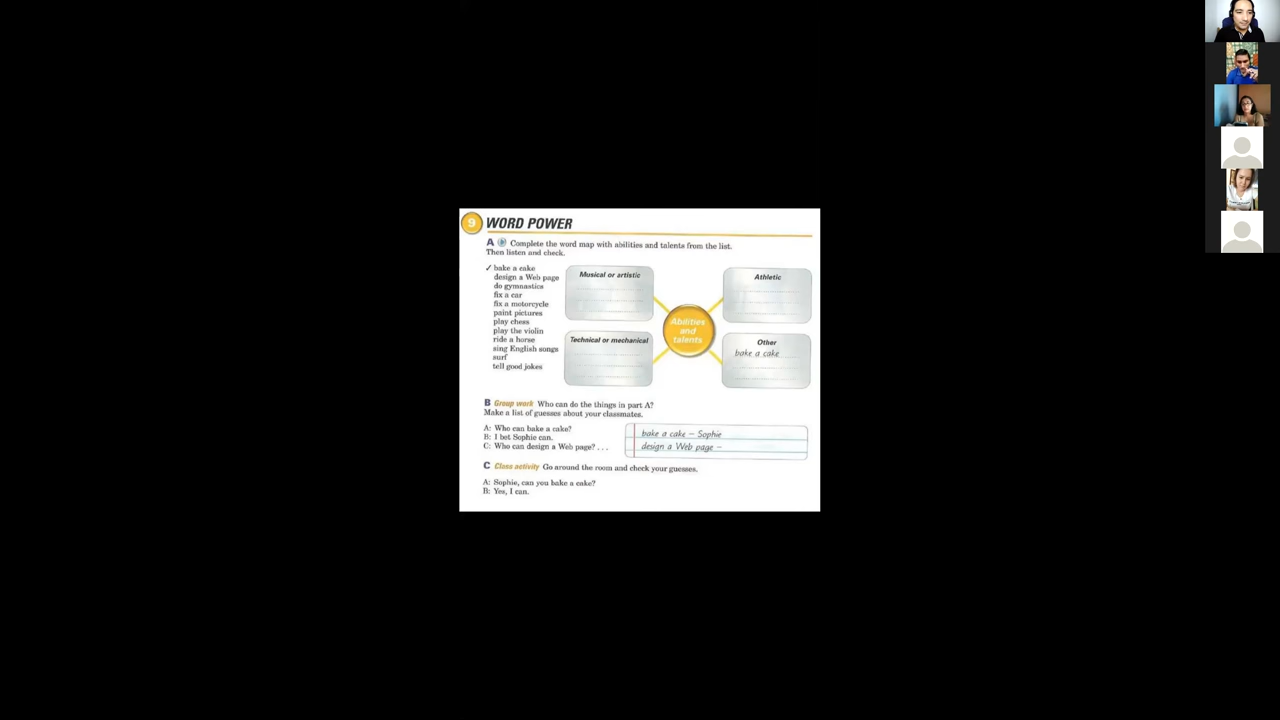 9 WORD POWER
A Complete the word map with abilities and talents from the list.
Then listen and check.
✓ bake a cake
design a Web page
do gymnastics
fix a car
fix a motorcycle
paint pictures
play chess
play the violin
ride a horse
sing English songs
surf
tell good jokes
Musical or artistic
Athletic
Abilities
and
talents
Technical or mechanical
Other
bake a cake
B Group work Who can do the things in part A?
Make a list of guesses about your classmates.
A: Who can bake a cake?
B: I bet Sophie can.
C: Who can design a Web page? . . .
bake a cake – Sophie
design a Web page –
C Class activity Go around the room and check your guesses.
A: Sophie, can you bake a cake?
B: Yes, I can.